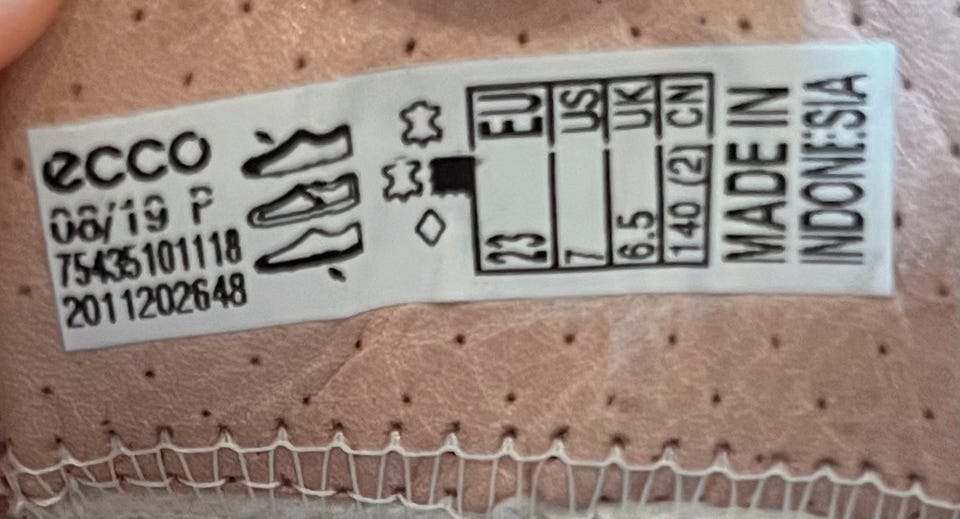 ecco
08/19 P
75435101118
2011202648
EU 23
US 7
UK 6.5
CN 140 (2)
MADE IN
INDONESIA